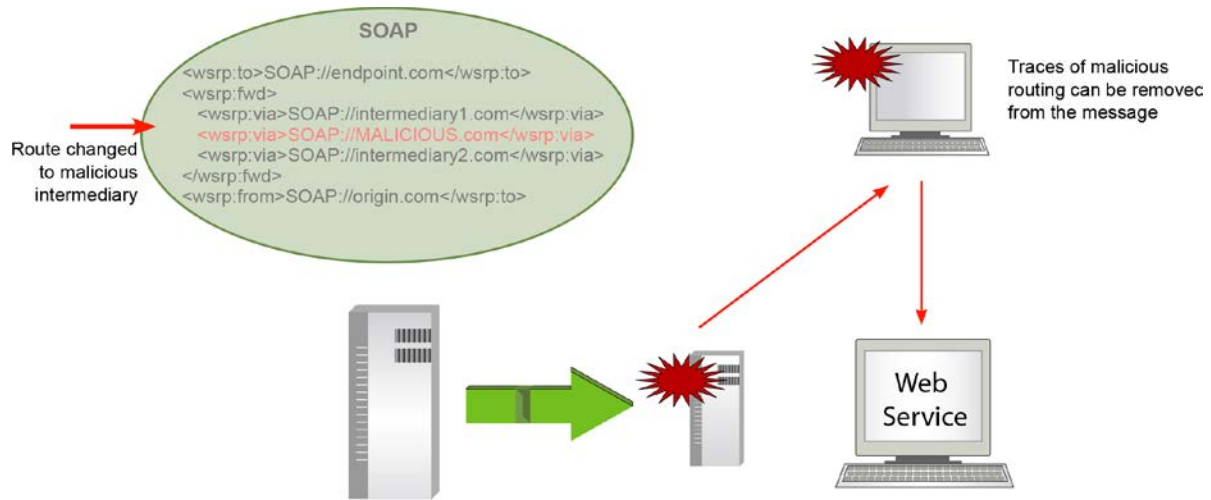 SOAP
<wsrp:to>SOAP://endpoint.com</wsrp:to>
<wsrp:fwd>
<wsrp:via>SOAP://intermediary1.com</wsrp:via>
<wsrp:via>SOAP://MALICIOUS.com</wsrp:via>
<wsrp:via>SOAP://intermediary2.com</wsrp:via>
</wsrp:fwd>
<wsrp:from>SOAP://origin.com</wsrp:to>
Route changed
to malicious
intermediary
Traces of malicious
routing can be removed
from the message
Web
Service